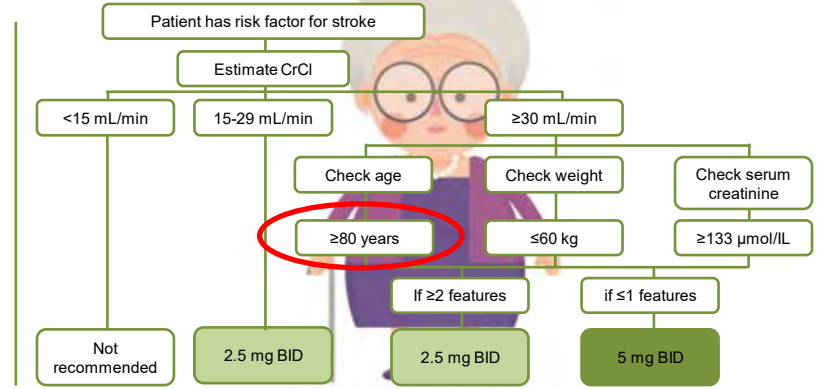 Patient has risk factor for stroke
Estimate CrCl
<15 mL/min
15-29 mL/min
≥30 mL/min
Check age
Check weight
Check serum
creatinine
≥80 years
≤60 kg
≥133 µmol/IL
If ≥2 features
if ≤1 features
Not
recommended
2.5 mg BID
2.5 mg BID
5 mg BID